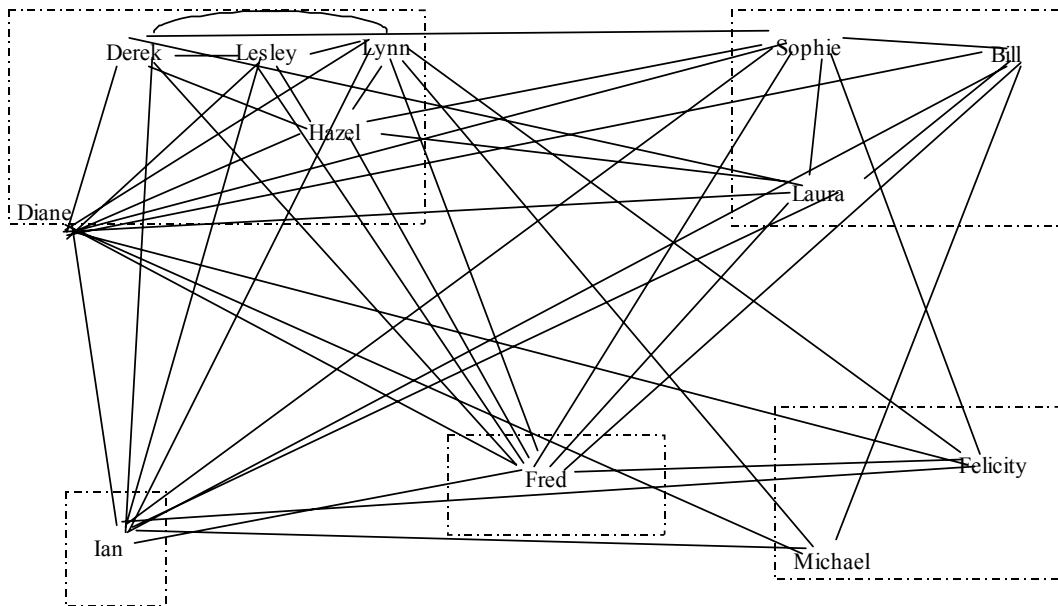 Derek Lesley Lynn Sophie Bill
Hazel
Diane Laura
Fred Felicity
Ian Michael